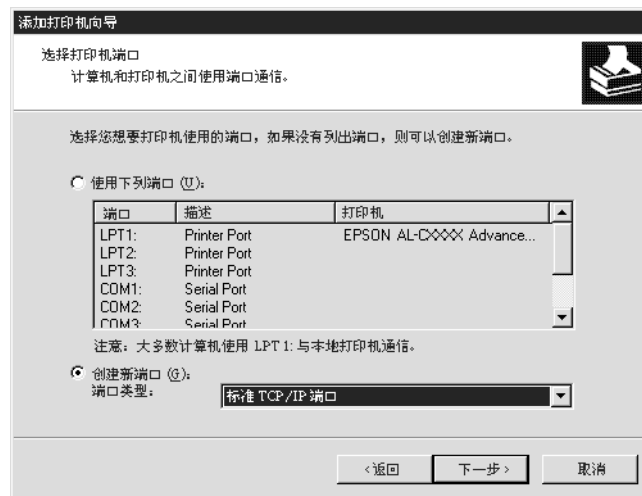 添加打印机向导
选择打印机端口
计算机和打印机之间使用端口通信。
选择您想要打印机使用的端口，如果没有列出端口，则可以创建新端口。
使用下列端口 (U)：
端口 描述 打印机
LPT1: Printer Port EPSON AL-CXXXX Advance...
LPT2: Printer Port
LPT3: Printer Port
COM1: Serial Port
COM2: Serial Port
COM3: Serial Port
注意：大多数计算机使用 LPT 1: 与本地打印机通信。
创建新端口 (G)：
端口类型：
标准 TCP/IP 端口
<返回
下一步>
取消